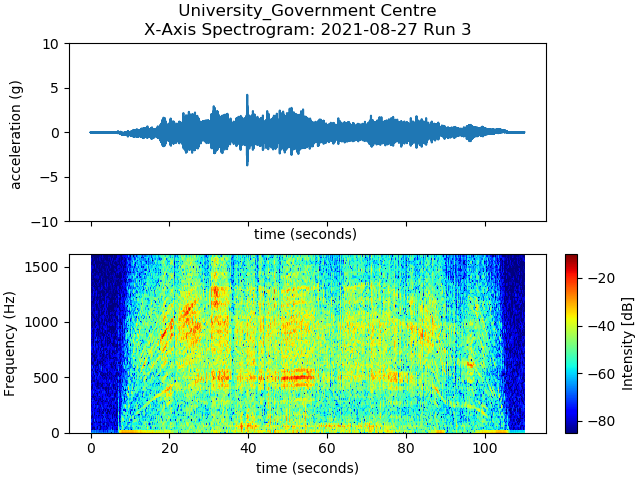 University_Government Centre
X-Axis Spectrogram: 2021-08-27 Run 3
10
5
0
−5
−10
acceleration (g)
time (seconds)
1500
1000
500
0
Frequency (Hz)
0 20 40 60 80 100
time (seconds)
−20
−40
−60
−80
Intensity [dB]